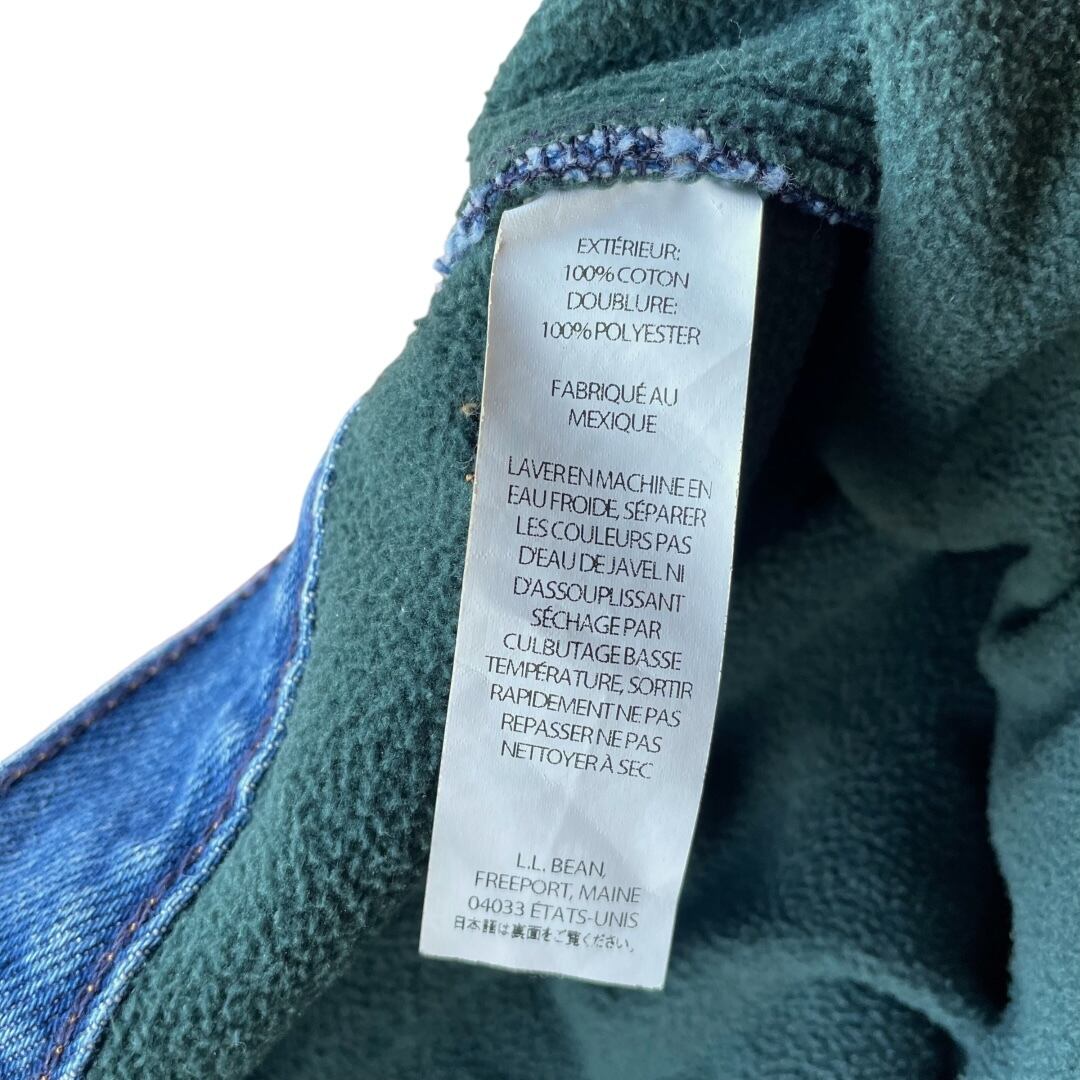 EXTÉRIEUR:
100% COTON
DOUBLURE:
100% POLYESTER
FABRIQUÉ AU
MEXIQUE
LAVER EN MACHINE EN
EAU FROIDE, SÉPARER
LES COULEURS PAS
D'EAU DE JAVEL NI
D'ASSOUPLISSANT
SÉCHAGE PAR
CULBUTAGE BASSE
TEMPÉRATURE, SORTIR
RAPIDEMENT NE PAS
REPASSER NE PAS
NETTOYER À SEC
L.L. BEAN,
FREEPORT, MAINE
04033 ÉTATS-UNIS
日本語は裏面をご覧ください。